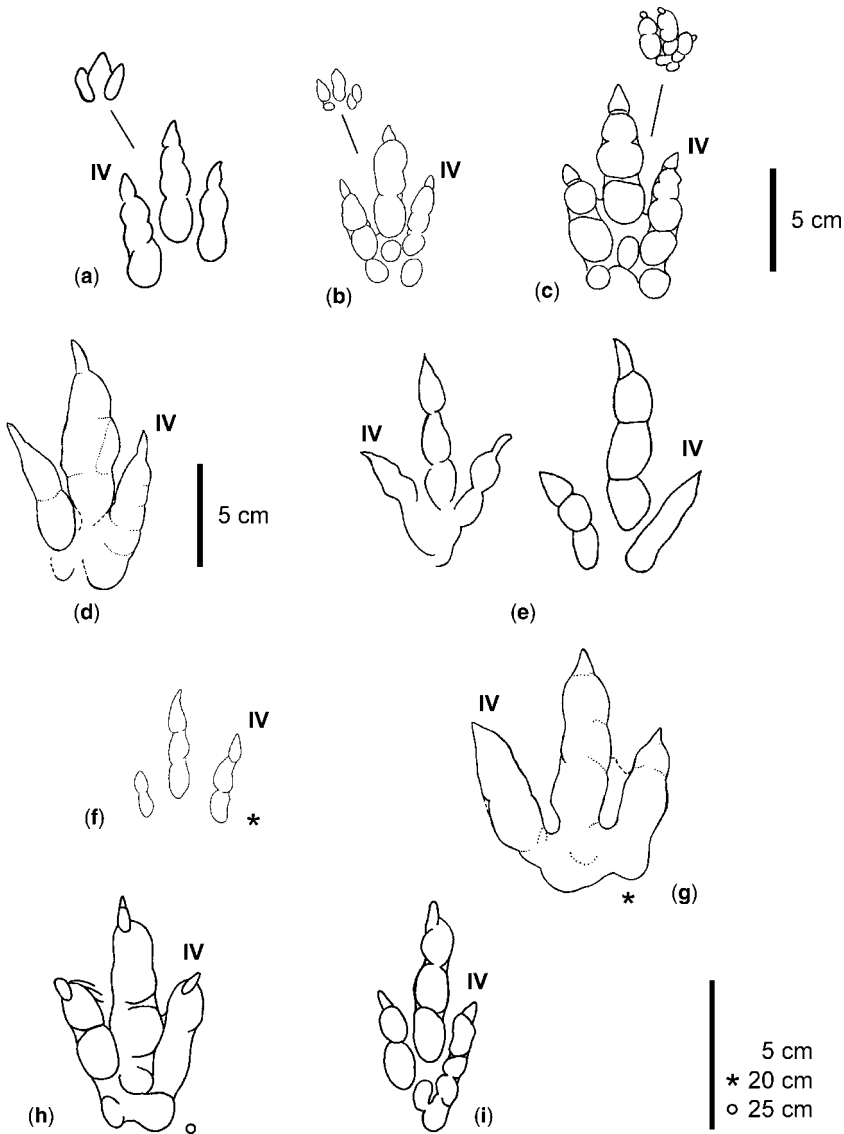 IV
(a)
(b)
IV
(c)
IV
5 cm
(d)
IV
5 cm
IV
IV
(e)
(f)
IV
*
IV
(g)
*
(h)
IV
(i)
IV
5 cm
* 20 cm
o 25 cm